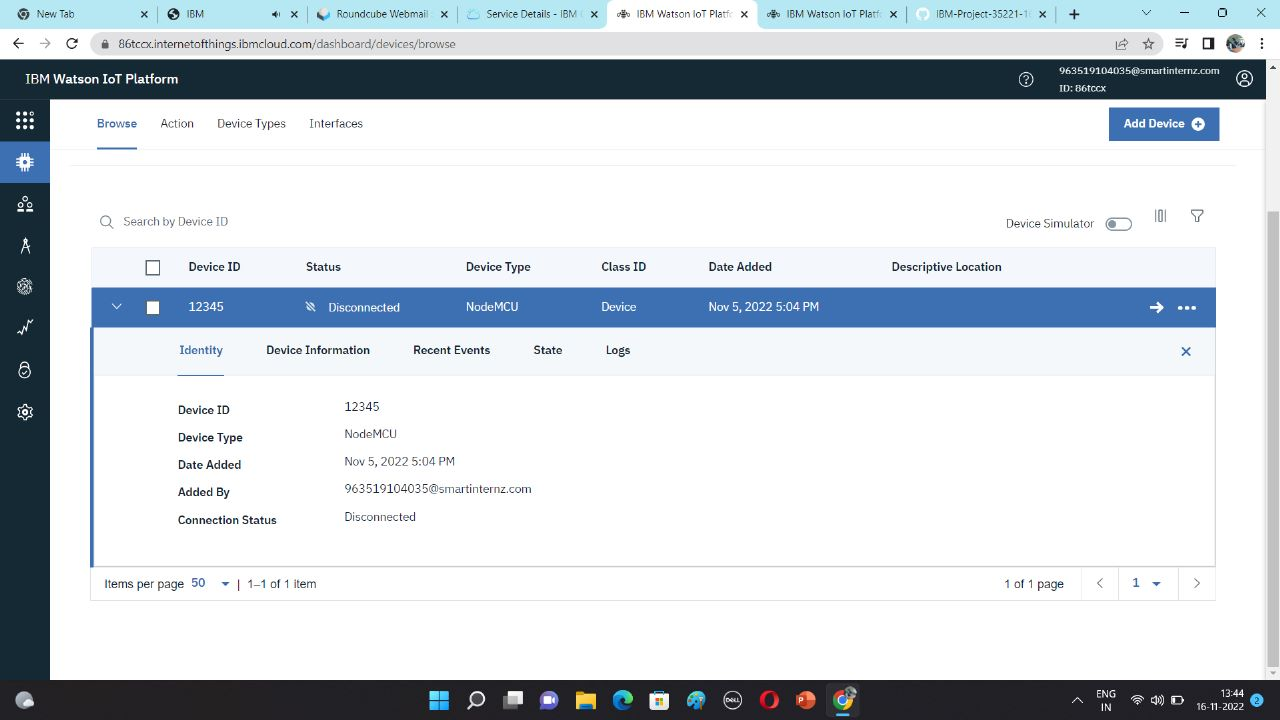 New Tab
IBM
Roundcube Webmail
Service Details - IBM
IBM Watson IoT Platf
IBM Watson IoT Platf
IBM-Project-35221-1
86tccx.internetofthings.ibmcloud.com/dashboard/devices/browse
IBM Watson IoT Platform
963519104035@smartinternz.com
ID: 86tccx
Browse Action Device Types Interfaces
Add Device
Search by Device ID
Device Simulator
Device ID Status Device Type Class ID Date Added Descriptive Location
12345 Disconnected NodeMCU Device Nov 5, 2022 5:04 PM
Identity Device Information Recent Events State Logs
Device ID 12345
Device Type NodeMCU
Date Added Nov 5, 2022 5:04 PM
Added By 963519104035@smartinternz.com
Connection Status Disconnected
Items per page 50 | 1–1 of 1 item
1 of 1 page 1
ENG
IN
13:44
16-11-2022
2
DELL